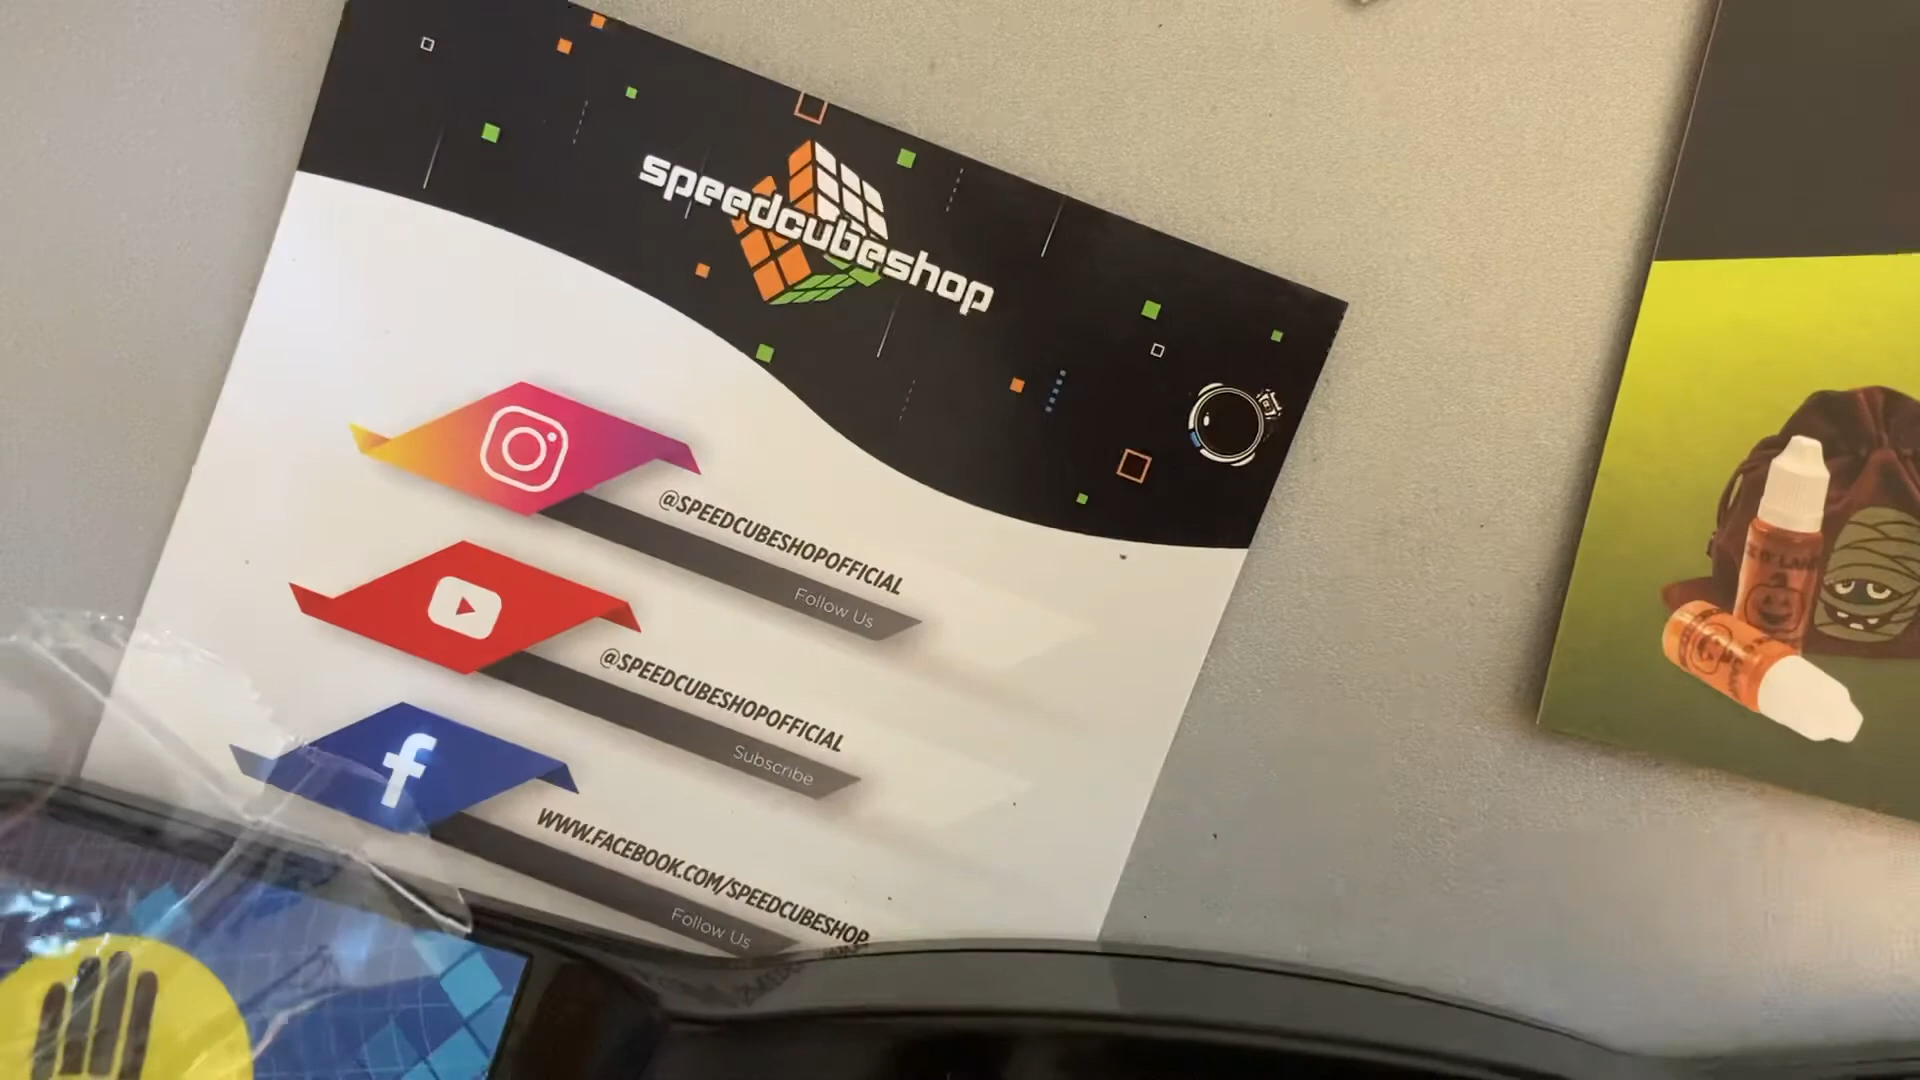 speedcubeshop
@SPEEDCUBESHOPOFFICIAL
Follow Us
@SPEEDCUBESHOPOFFICIAL
Subscribe
WWW.FACEBOOK.COM/SPEEDCUBESHOP
Follow Us